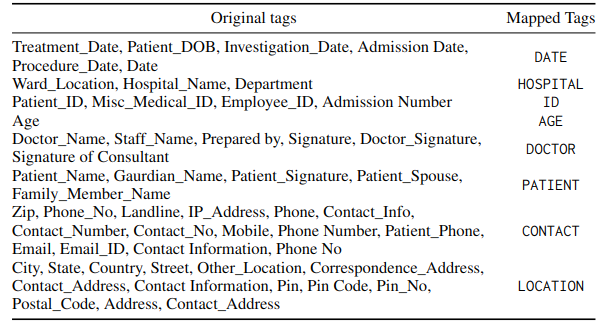 Original tags Mapped Tags
Treatment_Date, Patient_DOB, Investigation_Date, Admission Date,
Procedure_Date, Date
DATE
Ward_Location, Hospital_Name, Department HOSPITAL
Patient_ID, Misc_Medical_ID, Employee_ID, Admission Number ID
Age AGE
Doctor_Name, Staff_Name, Prepared by, Signature, Doctor_Signature,
Signature of Consultant
DOCTOR
Patient_Name, Gaurdian_Name, Patient_Signature, Patient_Spouse,
Family_Member_Name
PATIENT
Zip, Phone_No, Landline, IP_Address, Phone, Contact_Info,
Contact_Number, Contact_No, Mobile, Phone Number, Patient_Phone,
Email, Email_ID, Contact Information, Phone No
CONTACT
City, State, Country, Street, Other_Location, Correspondence_Address,
Contact_Address, Contact Information, Pin, Pin Code, Pin_No,
Postal_Code, Address, Contact_Address
LOCATION